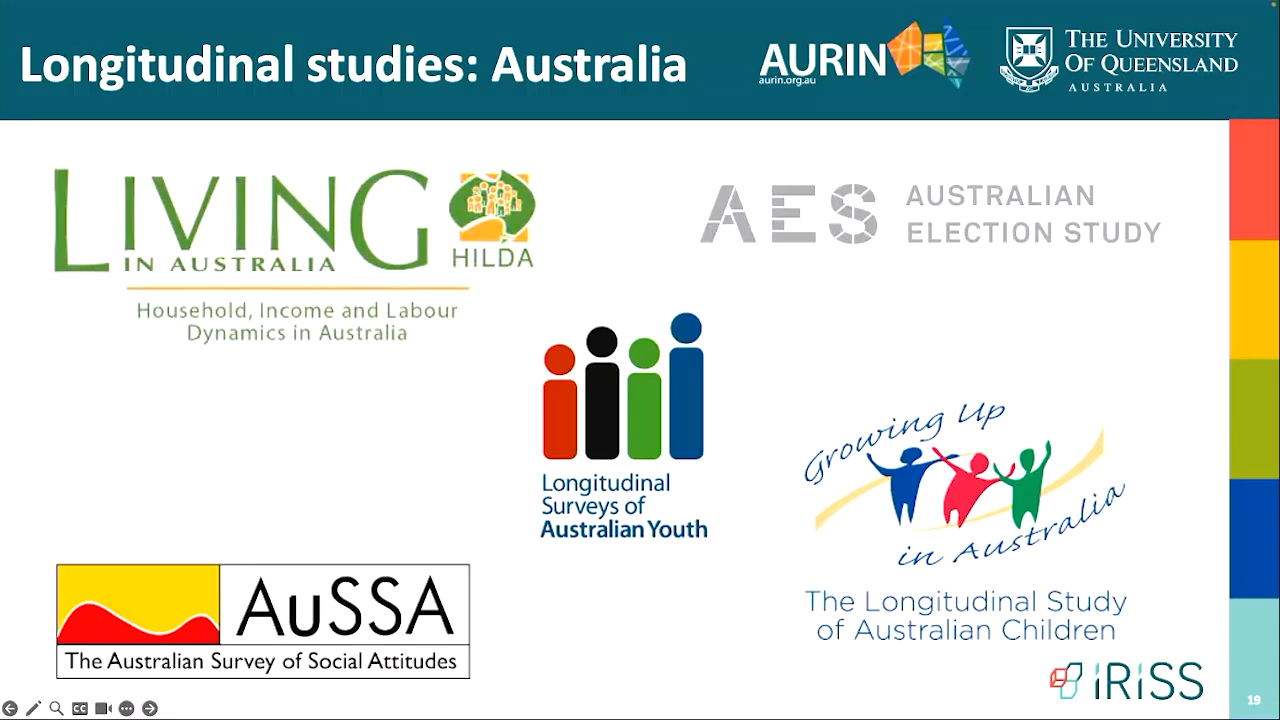 Longitudinal studies: Australia
AURIN
aurin.org.au
THE UNIVERSITY
OF QUEENSLAND
AUSTRALIA
LIVING
IN AUSTRALIA
HILDA
Household, Income and Labour
Dynamics in Australia
AES
AUSTRALIAN
ELECTION STUDY
Longitudinal
Surveys of
Australian Youth
Growing Up
in Australia
The Longitudinal Study
of Australian Children
AuSSA
The Australian Survey of Social Attitudes
iRiSS
19
CC